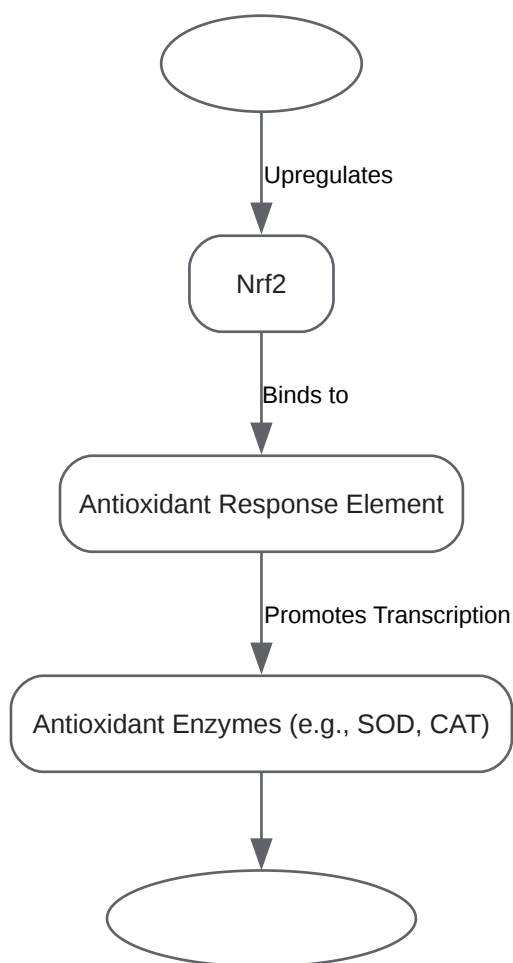 Upregulates
Nrf2
Binds to
Antioxidant Response Element
Promotes Transcription
Antioxidant Enzymes (e.g., SOD, CAT)